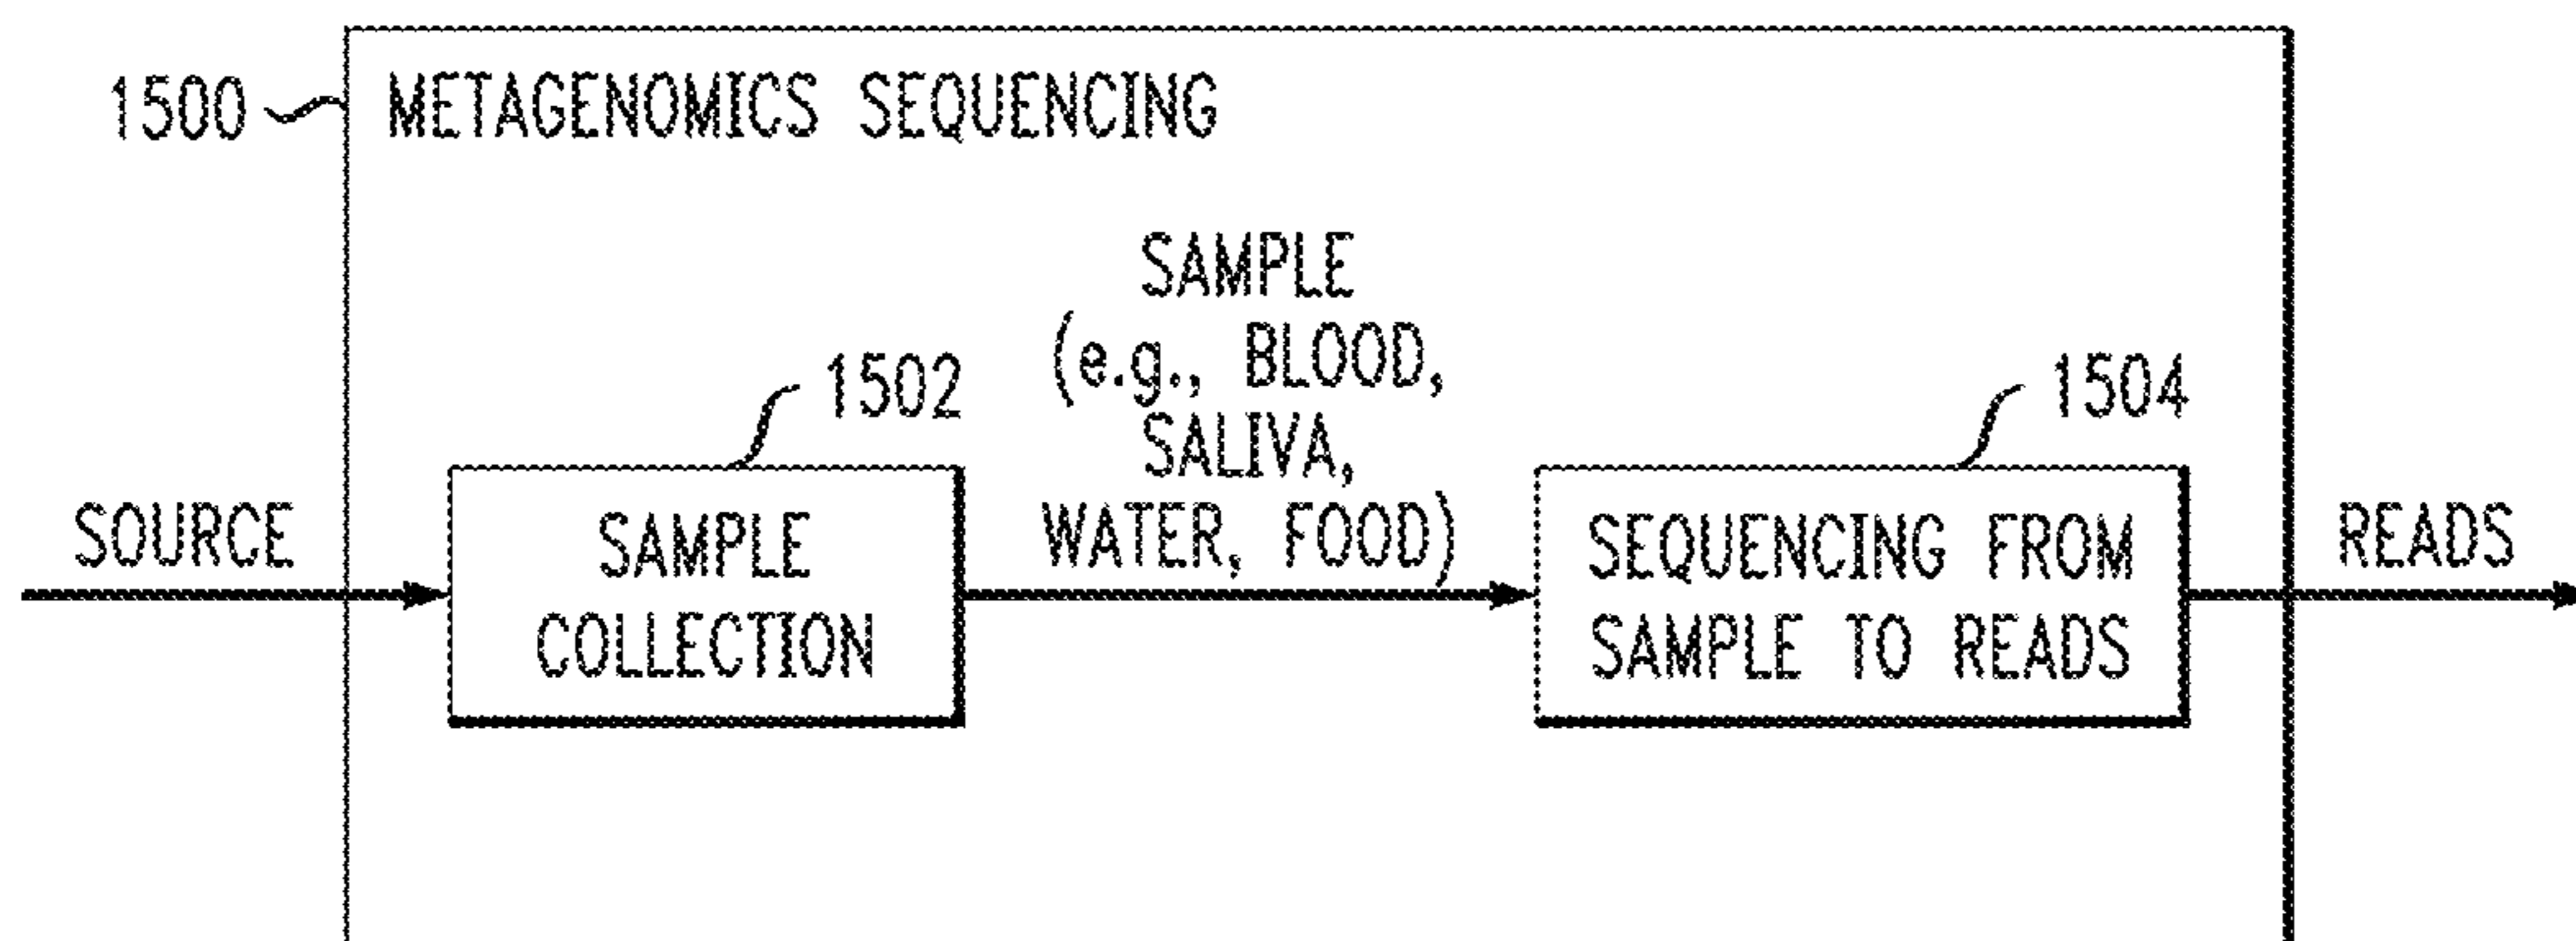 1500
METAGENOMICS SEQUENCING
SAMPLE
(e.g., BLOOD,
SALIVA,
WATER, FOOD)
1502
1504
SOURCE
SAMPLE
COLLECTION
SEQUENCING FROM
SAMPLE TO READS
READS